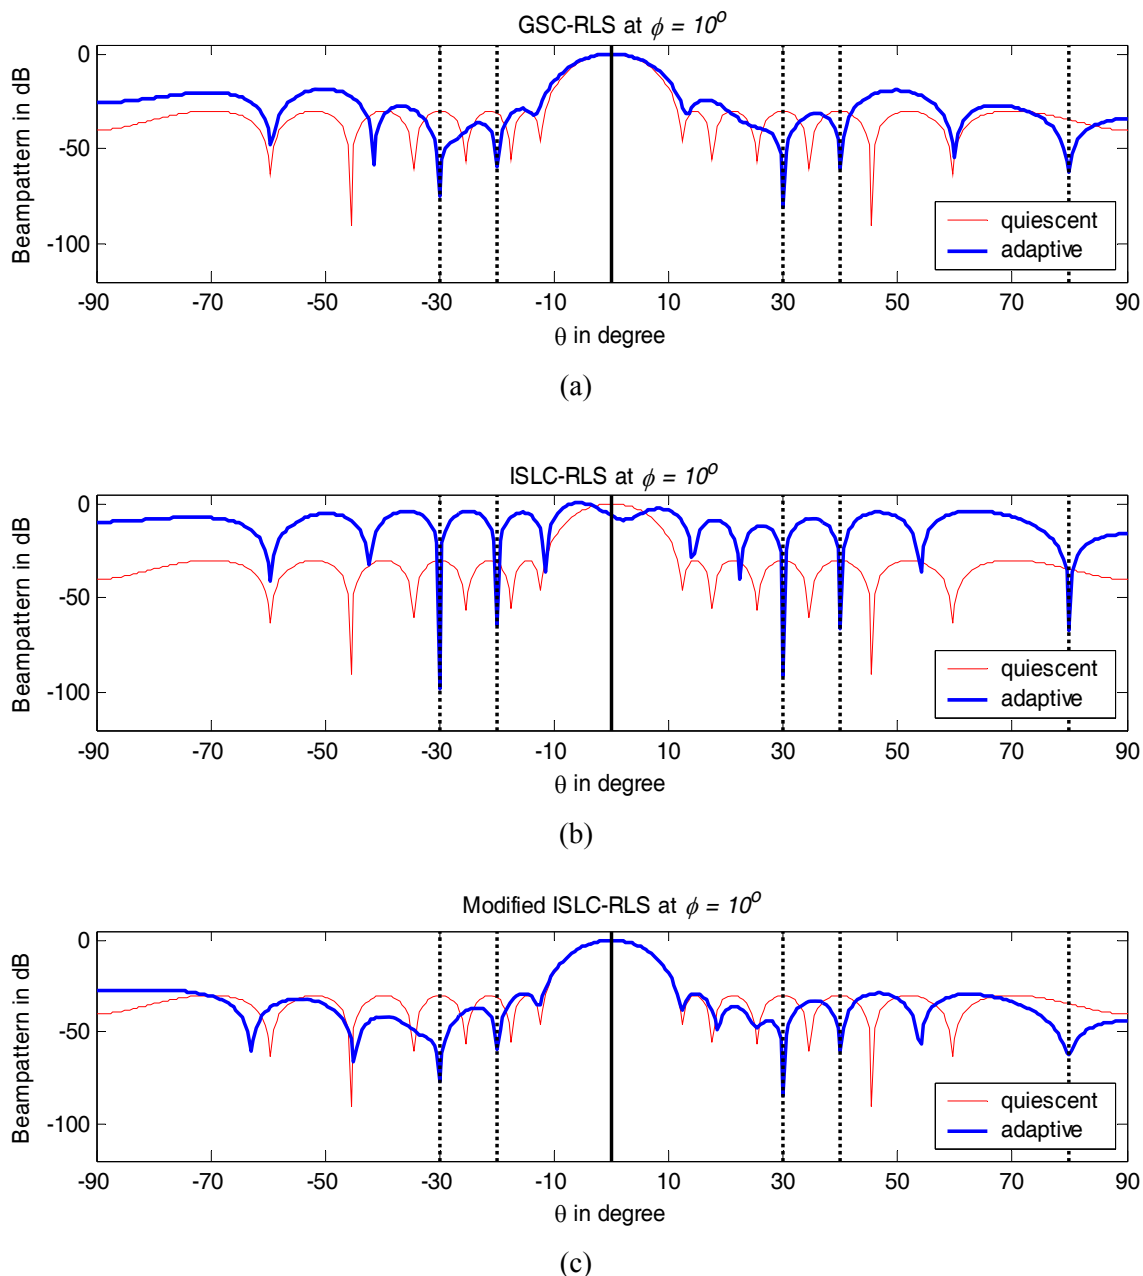 GSC-RLS at ϕ = 10⁰
0
-50
-100
Beampattern in dB
quiescent
adaptive
-90 -70 -50 -30 -10 10 30 50 70 90
θ in degree
(a)
ISLC-RLS at ϕ = 10⁰
0
-50
-100
Beampattern in dB
quiescent
adaptive
-90 -70 -50 -30 -10 10 30 50 70 90
θ in degree
(b)
Modified ISLC-RLS at ϕ = 10⁰
0
-50
-100
Beampattern in dB
quiescent
adaptive
-90 -70 -50 -30 -10 10 30 50 70 90
θ in degree
(c)